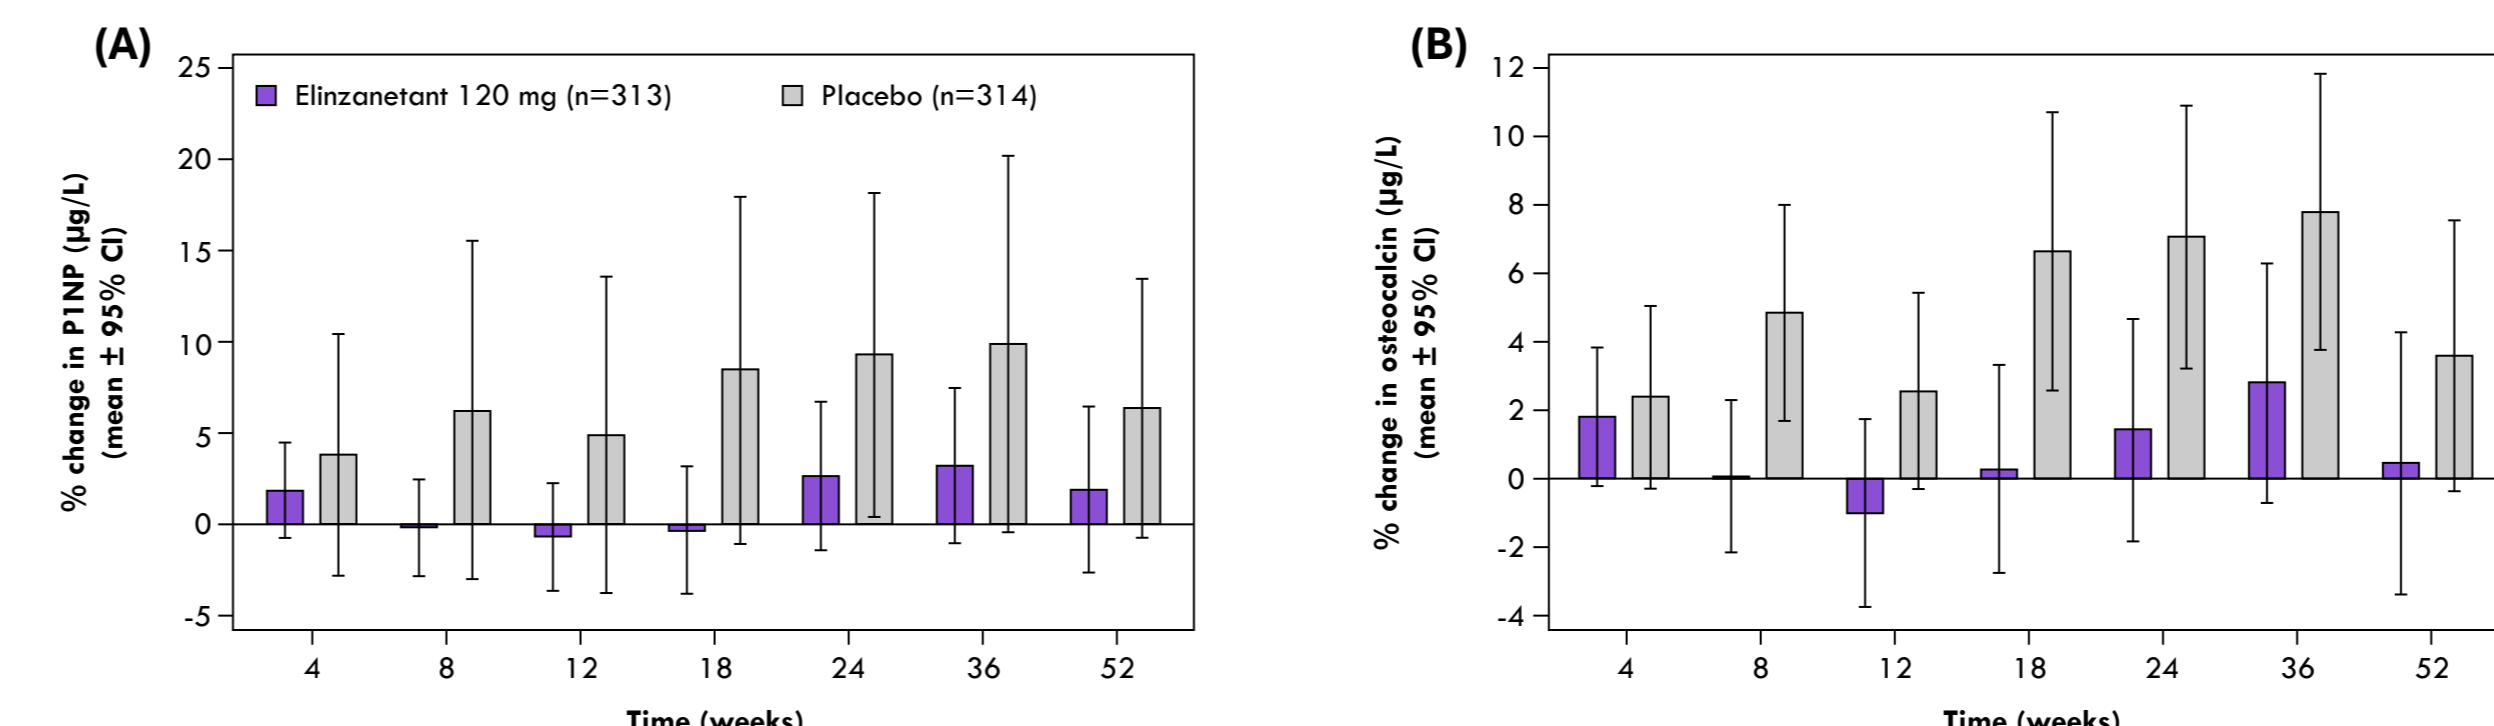 (A)
% change in P1NP (µg/L)
(mean ± 95% CI)
25
20
15
10
5
0
-5
Elinzanetant 120 mg (n=313)
Placebo (n=314)
4 8 12 18 24 36 52
Time (weeks)
(B)
% change in osteocalcin (µg/L)
(mean ± 95% CI)
12
10
8
6
4
2
0
-2
-4
4 8 12 18 24 36 52
Time (weeks)